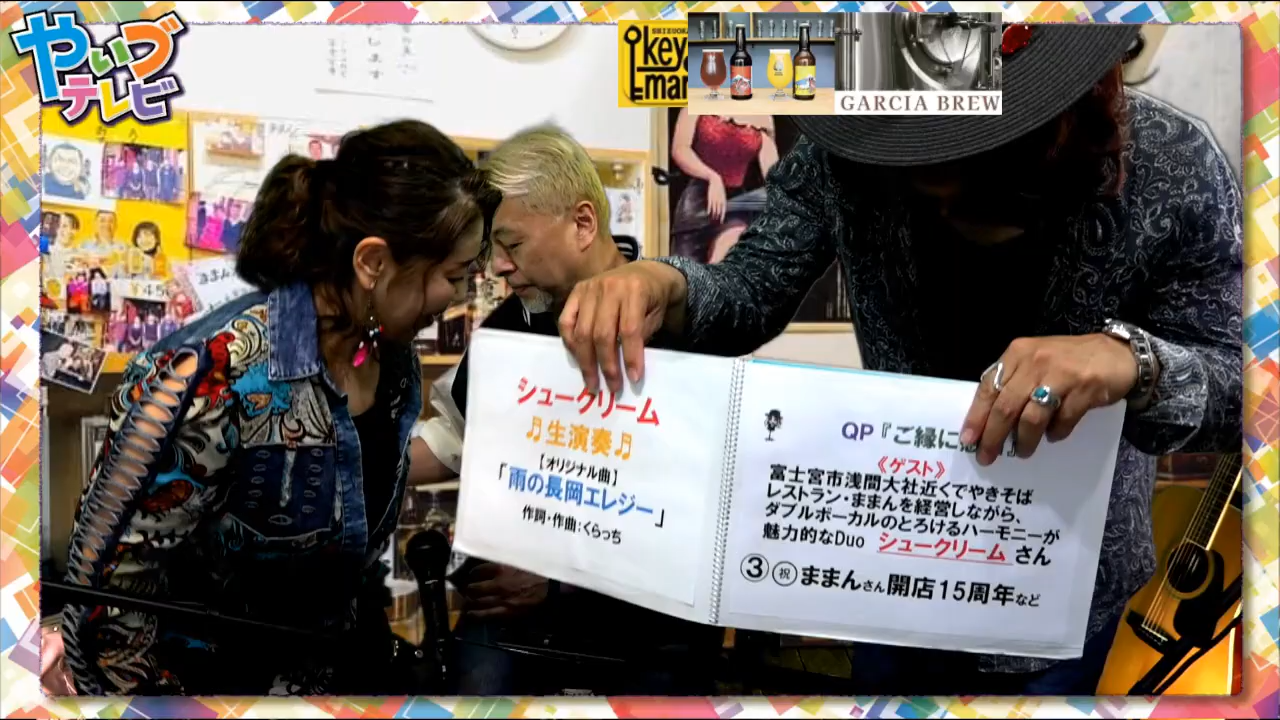 やいづ
テレビ
SHIZUOKA
key
man
GARCIA BREW
シュークリーム
♬生演奏♬
【オリジナル曲】
「雨の長岡エレジー」
作詞・作曲：くらっち
QP『ご縁に
《ゲスト》
富士宮市浅間大社近くでやきそば
レストラン・ままんを経営しながら、
ダブルボーカルのとろけるハーモニーが
魅力的なDuo シュークリーム さん
③㊗ままんさん開店15周年など